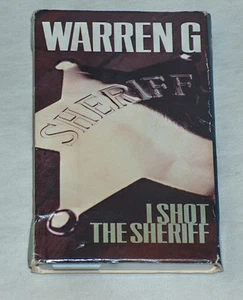 WARREN G
SHERIFF
I SHOT
THE SHERIFF